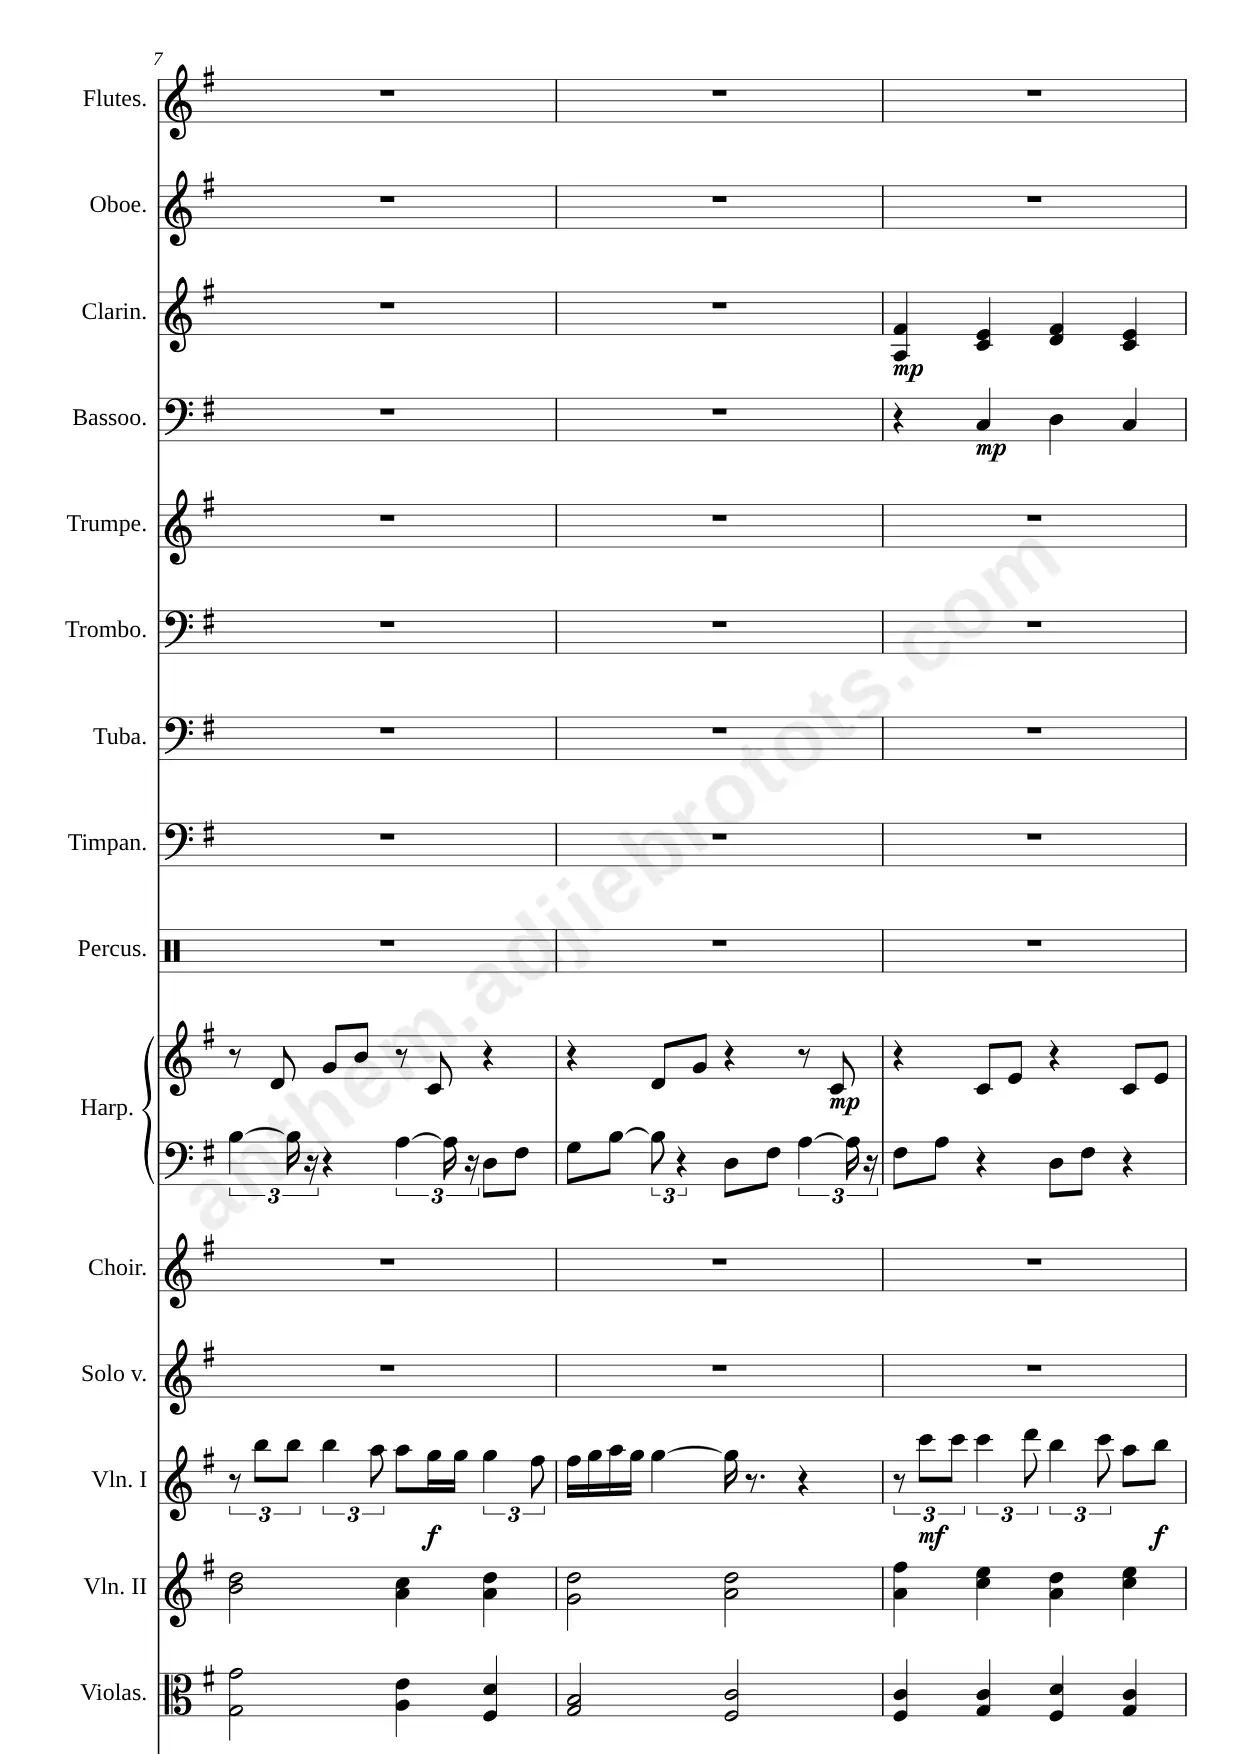 7
Flutes.
Oboe.
Clarin.
mp
Bassoo.
mp
Trumpe.
Trombo.
Tuba.
Timpan.
Percus.
Harp.
mp
3 3 3 3
Choir.
Solo v.
Vln. I
3 3 3 3 3 3
f mf f
Vln. II
Violas.
anthem.adjiebrotots.com